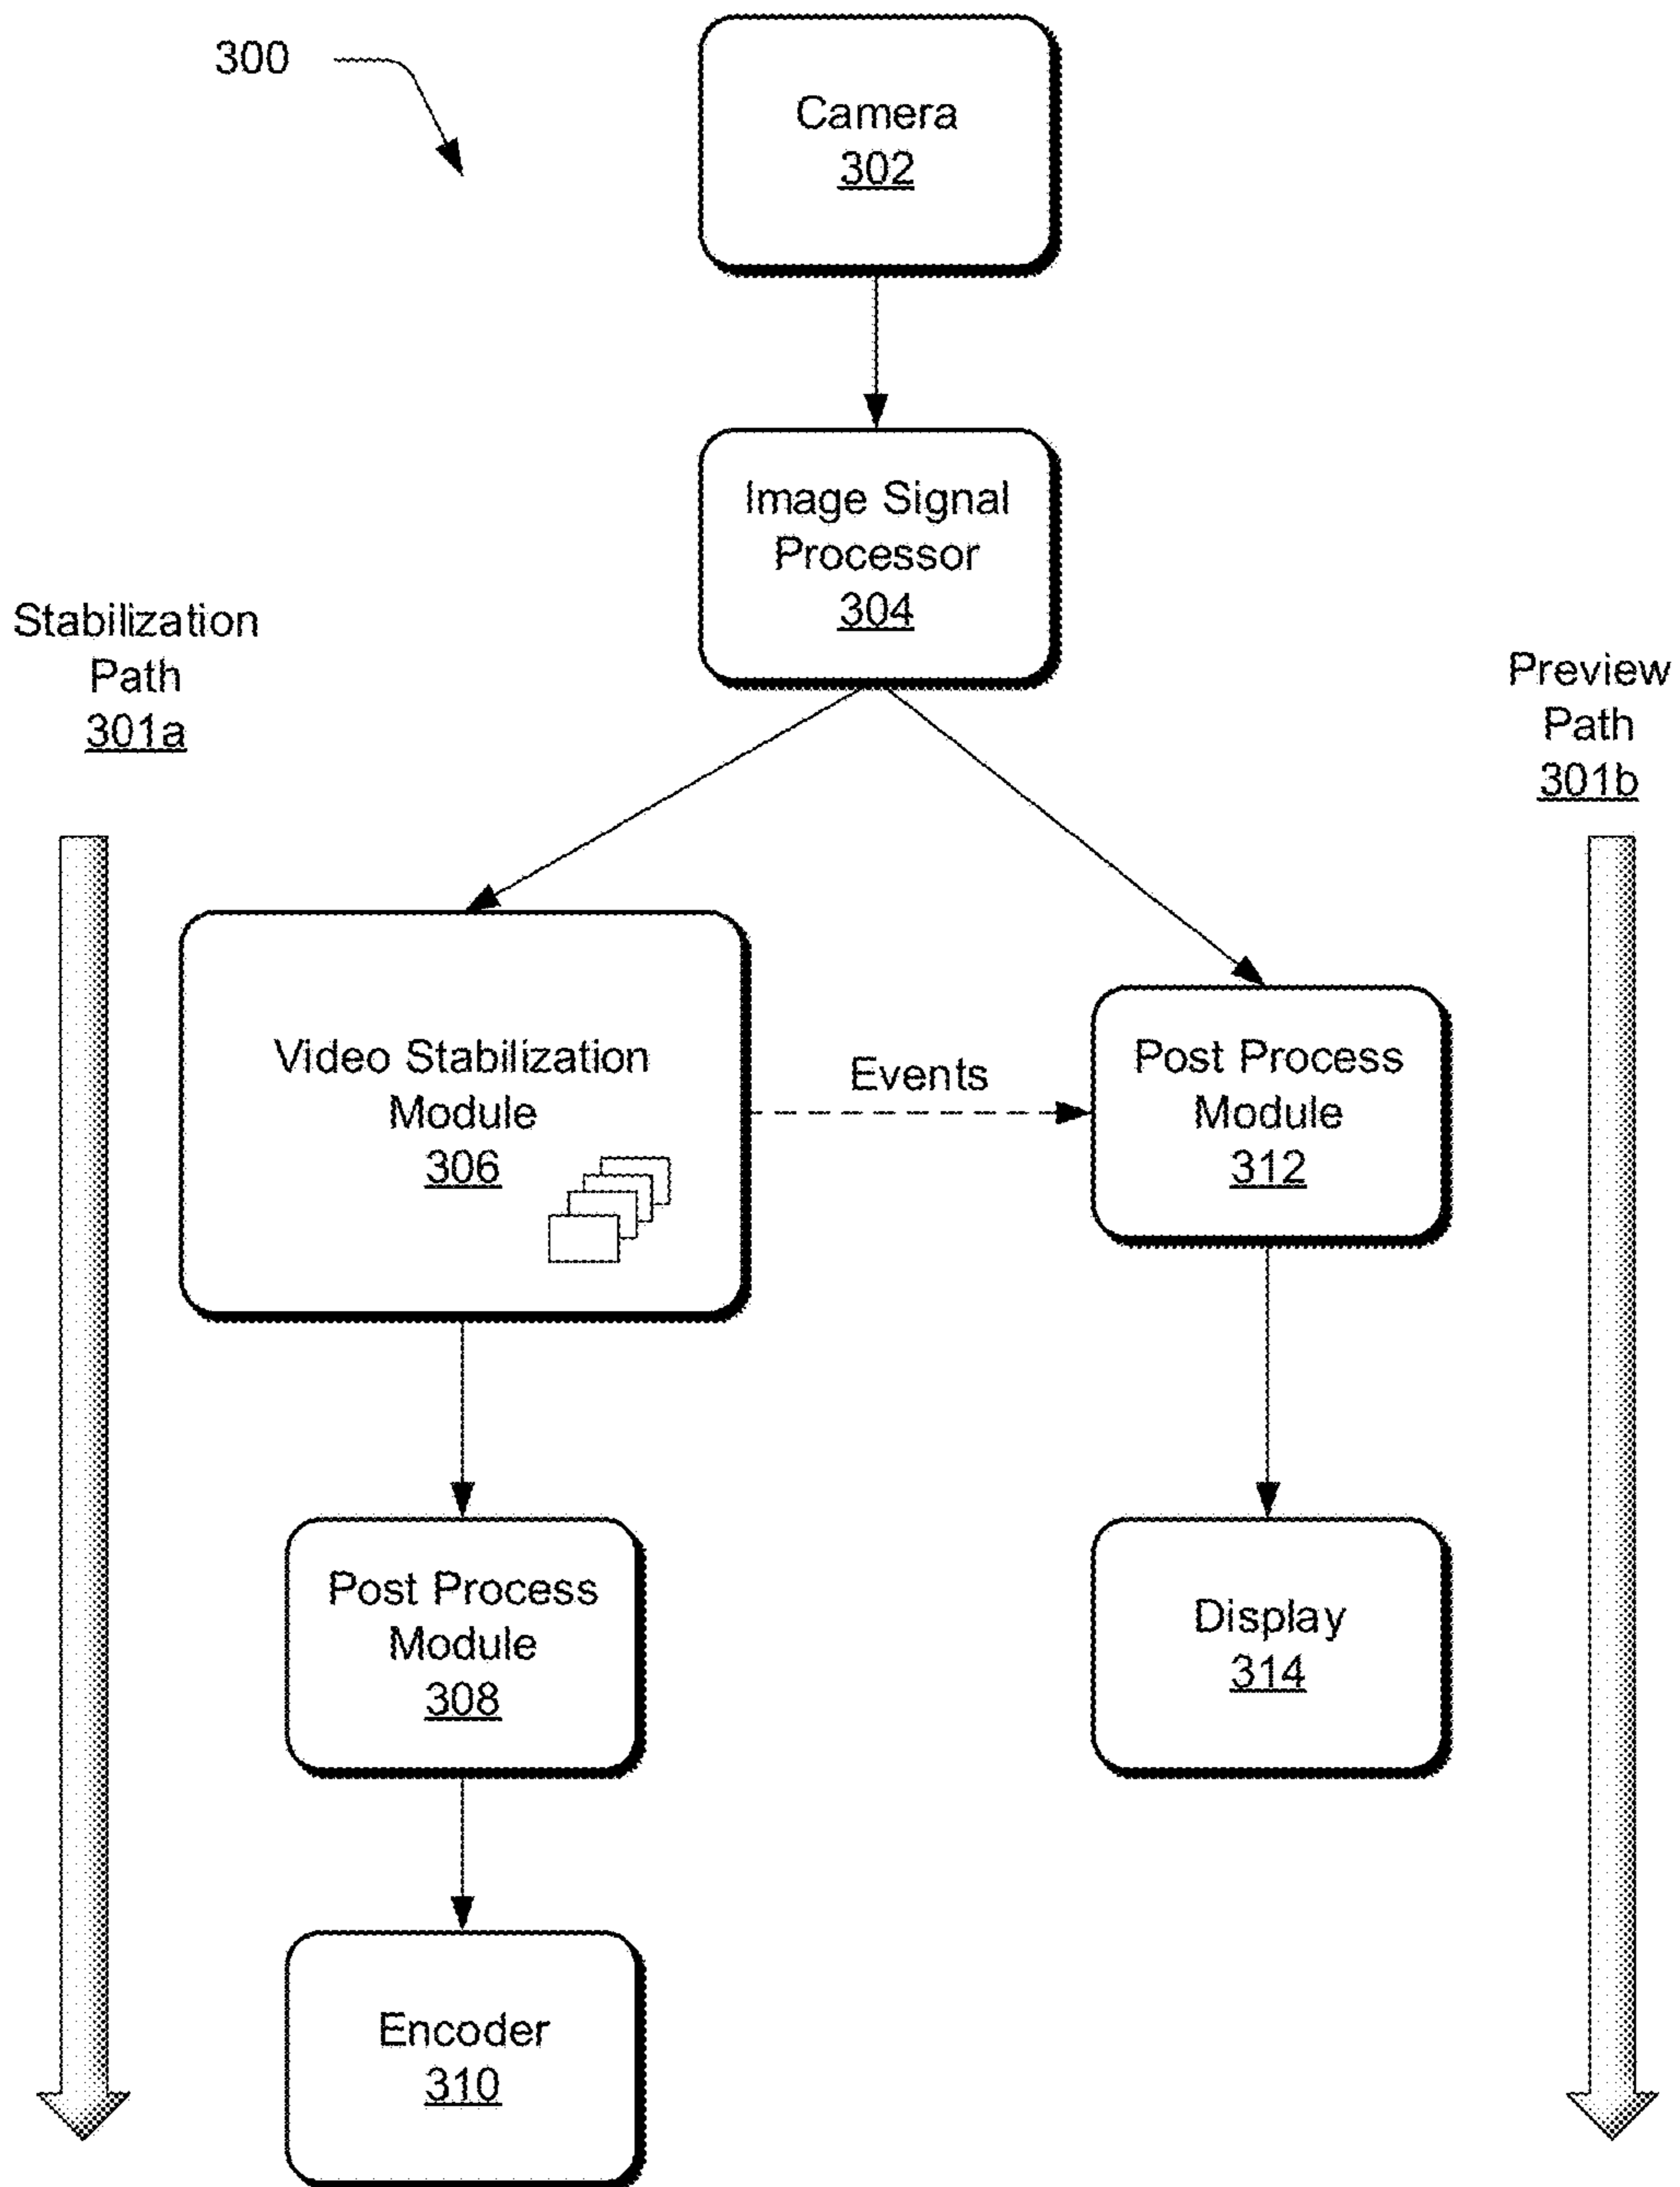 300
Camera
302
Image Signal
Processor
304
Stabilization
Path
301a
Preview
Path
301b
Video Stabilization
Module
306
Events
Post Process
Module
312
Post Process
Module
308
Display
314
Encoder
310